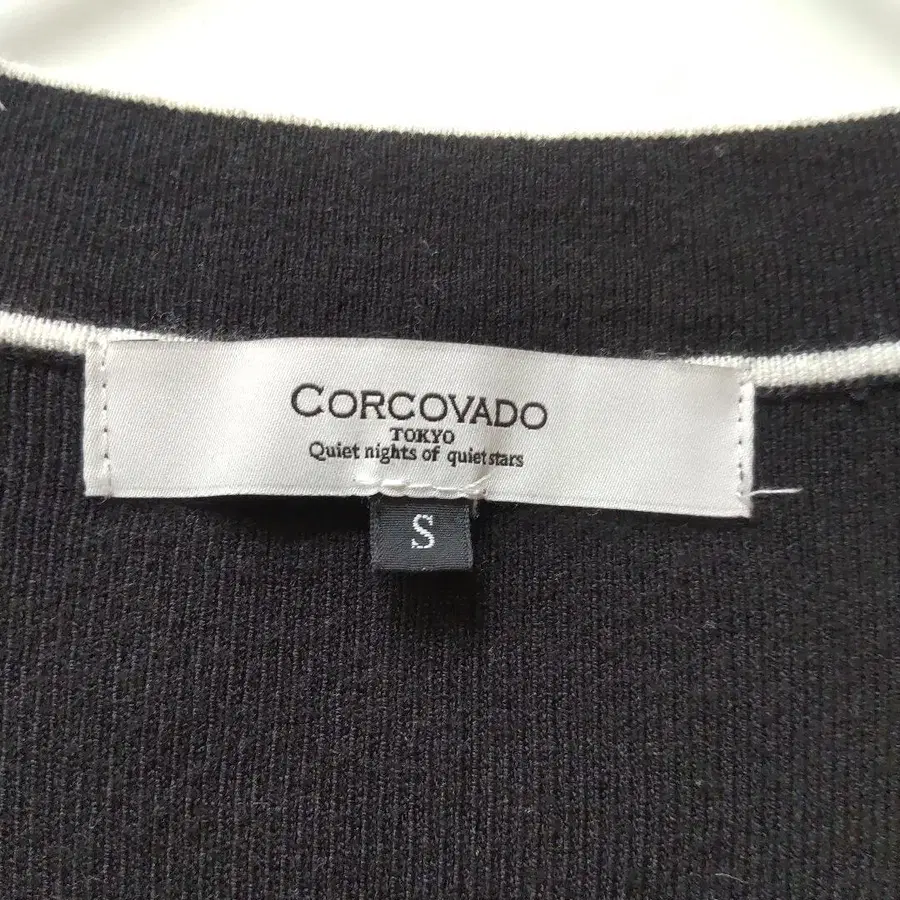 CORCOVADO
TOKYO
Quiet nights of quiet stars
S